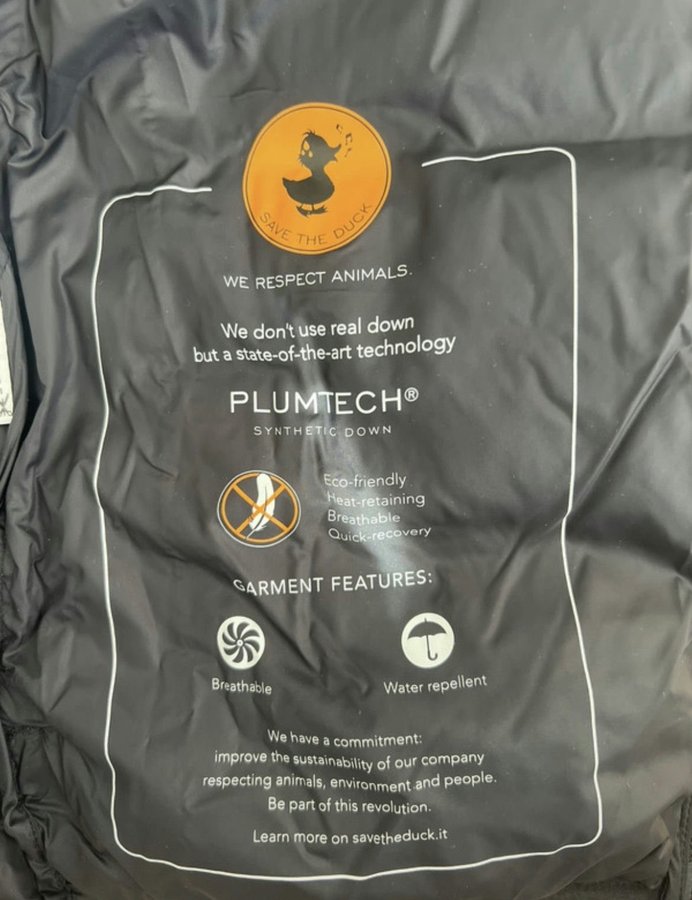 SAVE THE DUCK
WE RESPECT ANIMALS.
We don't use real down
but a state-of-the-art technology
PLUMTECH®
SYNTHETIC DOWN
Eco-friendly
Heat-retaining
Breathable
Quick-recovery
GARMENT FEATURES:
Breathable
Water repellent
We have a commitment:
improve the sustainability of our company
respecting animals, environment and people.
Be part of this revolution.
Learn more on savetheduck.it